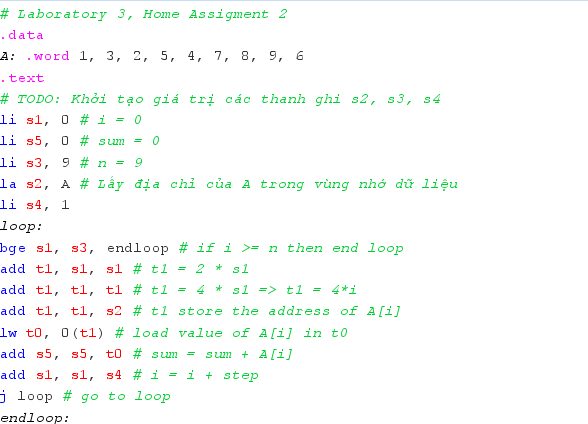 # Laboratory 3, Home Assigment 2
.data
A: .word 1, 3, 2, 5, 4, 7, 8, 9, 6
.text
# TODO: Khởi tạo giá trị các thanh ghi s2, s3, s4
li s1, 0 # i = 0
li s5, 0 # sum = 0
li s3, 9 # n = 9
la s2, A # Lấy địa chỉ của A trong vùng nhớ dữ liệu
li s4, 1
loop:
bge s1, s3, endloop # if i >= n then end loop
add t1, s1, s1 # t1 = 2 * s1
add t1, t1, t1 # t1 = 4 * s1 => t1 = 4*i
add t1, t1, s2 # t1 store the address of A[i]
lw t0, 0(t1) # load value of A[i] in t0
add s5, s5, t0 # sum = sum + A[i]
add s1, s1, s4 # i = i + step
j loop # go to loop
endloop: